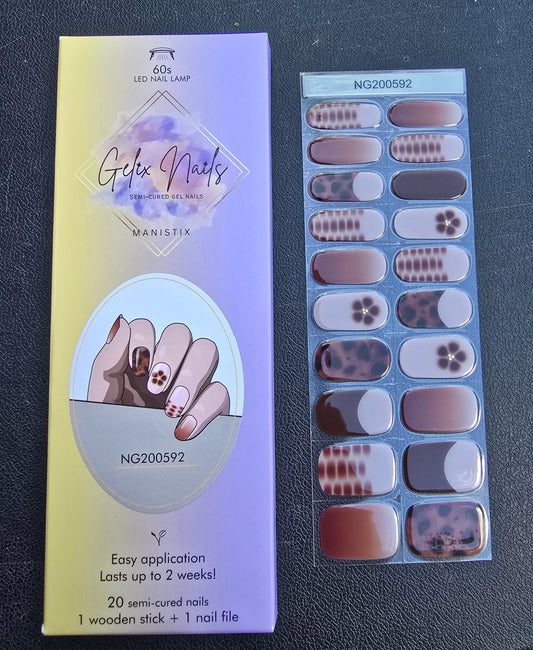 60s
LED NAIL LAMP
Gelix Nails
SEMI-CURED GEL NAILS
MANISTIX
NG200592
Easy application
Lasts up to 2 weeks!
20 semi-cured nails
1 wooden stick + 1 nail file
NG200592